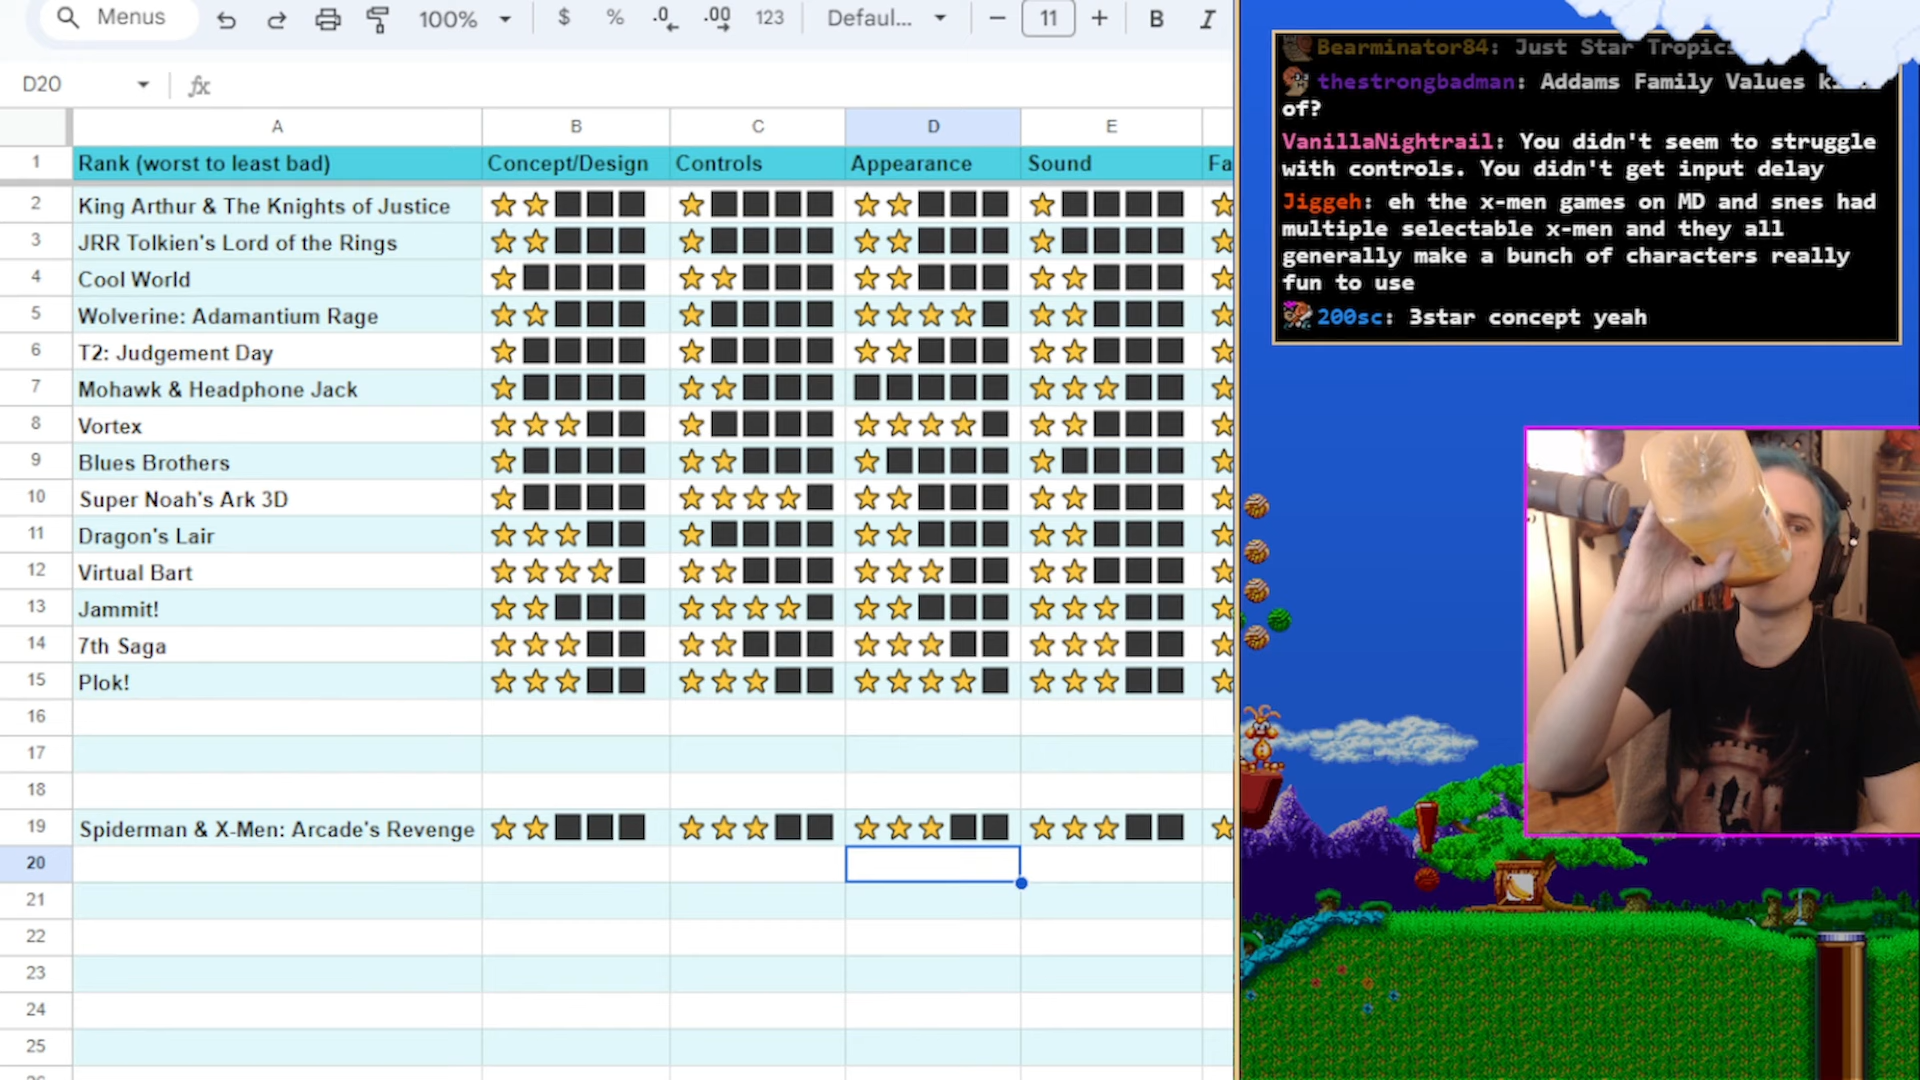 Menus
100%
$ % .0 .00 123 Defaul... 11 B I
D20 fx
A B C D E
1 Rank (worst to least bad) Concept/Design Controls Appearance Sound Fa
2 King Arthur & The Knights of Justice
3 JRR Tolkien's Lord of the Rings
4 Cool World
5 Wolverine: Adamantium Rage
6 T2: Judgement Day
7 Mohawk & Headphone Jack
8 Vortex
9 Blues Brothers
10 Super Noah's Ark 3D
11 Dragon's Lair
12 Virtual Bart
13 Jammit!
14 7th Saga
15 Plok!
16
17
18
19 Spiderman & X-Men: Arcade's Revenge
20
21
22
23
24
25
Bearminator84: Just Star Tropics
thestrongbadman: Addams Family Values
of?
VanillaNightrail: You didn't seem to struggle
with controls. You didn't get input delay
Jiggeh: eh the x-men games on MD and snes had
multiple selectable x-men and they all
generally make a bunch of characters really
fun to use
200sc: 3star concept yeah